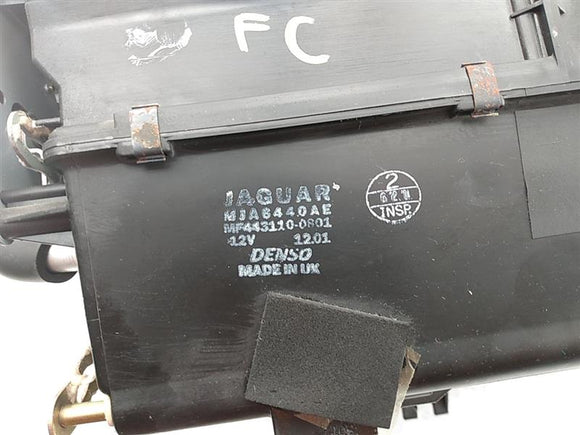 FC
JAGUAR
MJA6440AE
MF443110-0801
12V 12.01
DENSO
MADE IN UK
2
INSP.